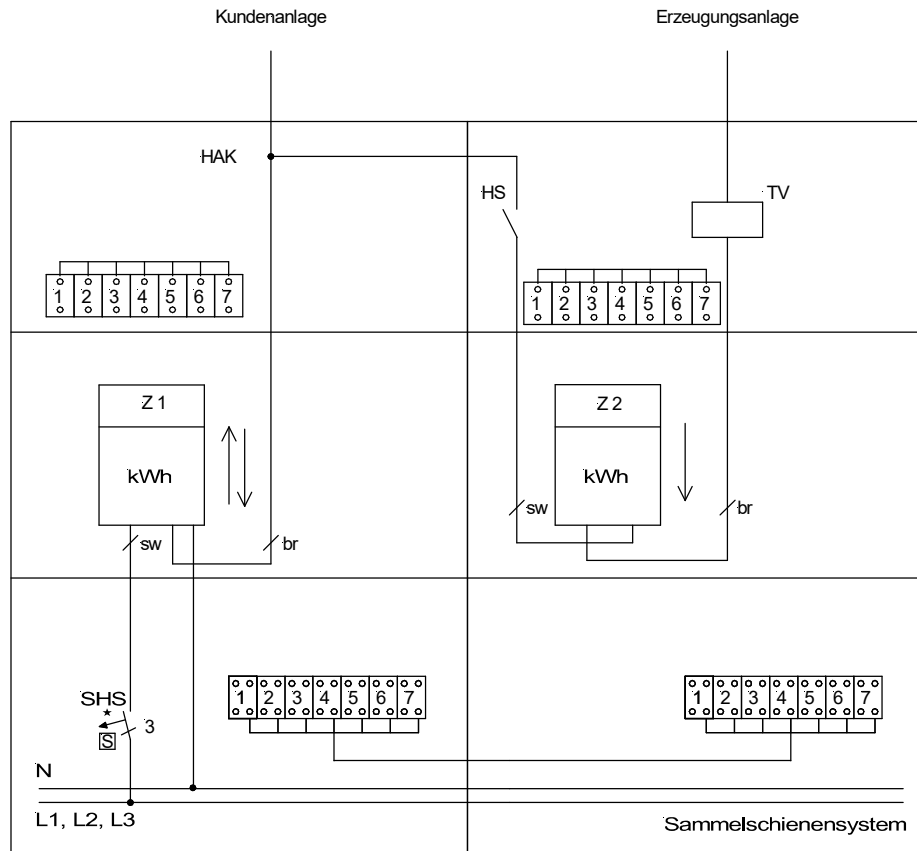 Kundenanlage Erzeugungsanlage
HAK
HS TV
1 2 3 4 5 6 7
1 2 3 4 5 6 7
Z 1
kWh
Z 2
kWh
sw br
sw br
1 2 3 4 5 6 7
1 2 3 4 5 6 7
SHS
3
S
N
L1, L2, L3
Sammelschienensystem